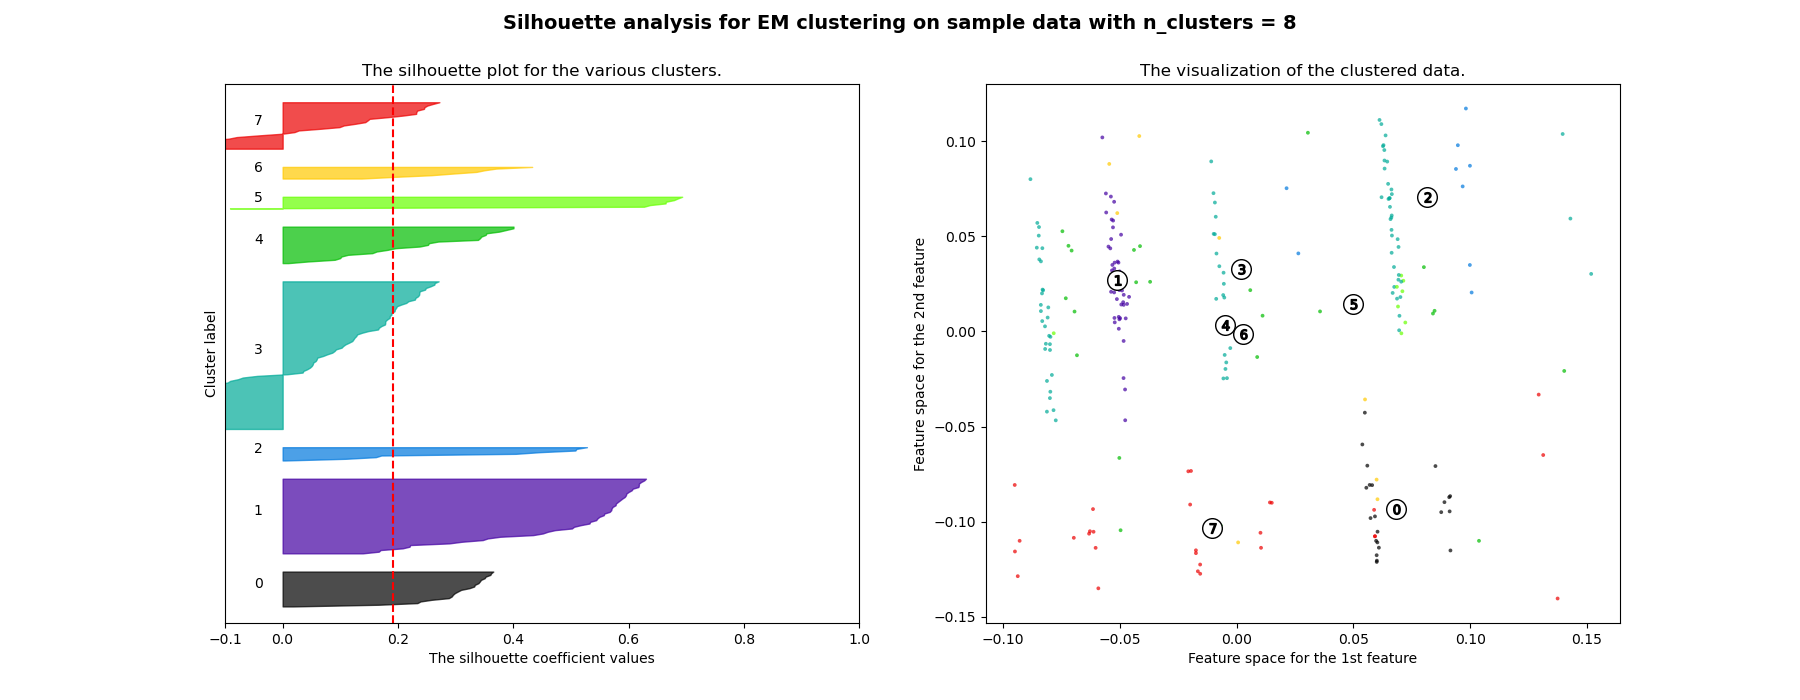 Silhouette analysis for EM clustering on sample data with n_clusters = 8
The silhouette plot for the various clusters.
Cluster label
7
6
5
4
3
2
1
0
−0.1 0.0 0.2 0.4 0.6 0.8 1.0
The silhouette coefficient values
The visualization of the clustered data.
Feature space for the 2nd feature
0.10
0.05
0.00
−0.05
−0.10
−0.15
2
3
1
5
4
6
0
7
−0.10 −0.05 0.00 0.05 0.10 0.15
Feature space for the 1st feature